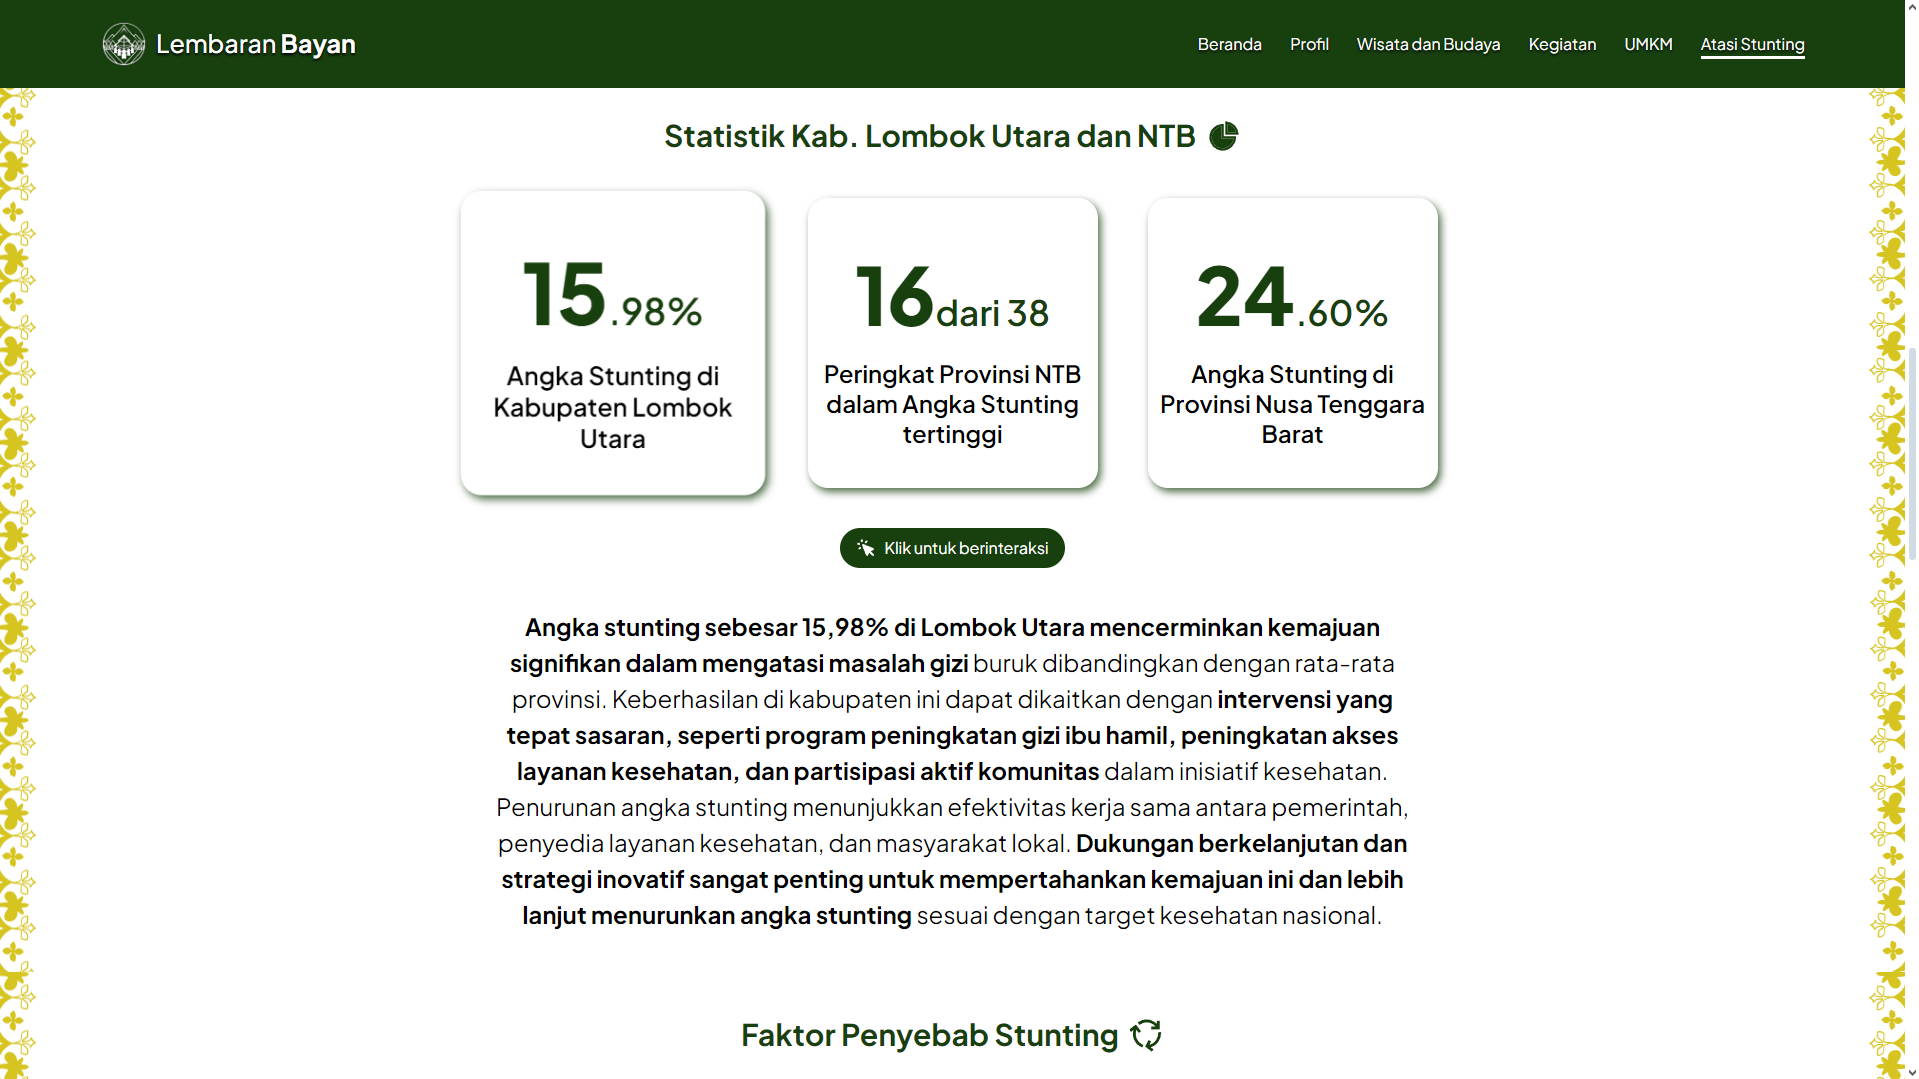 Lembaran Bayan
Beranda Profil Wisata dan Budaya Kegiatan UMKM Atasi Stunting
Statistik Kab. Lombok Utara dan NTB
15.98%
Angka Stunting di
Kabupaten Lombok
Utara
16 dari 38
Peringkat Provinsi NTB
dalam Angka Stunting
tertinggi
24.60%
Angka Stunting di
Provinsi Nusa Tenggara
Barat
Klik untuk berinteraksi
Angka stunting sebesar 15,98% di Lombok Utara mencerminkan kemajuan
signifikan dalam mengatasi masalah gizi buruk dibandingkan dengan rata-rata
provinsi. Keberhasilan di kabupaten ini dapat dikaitkan dengan intervensi yang
tepat sasaran, seperti program peningkatan gizi ibu hamil, peningkatan akses
layanan kesehatan, dan partisipasi aktif komunitas dalam inisiatif kesehatan.
Penurunan angka stunting menunjukkan efektivitas kerja sama antara pemerintah,
penyedia layanan kesehatan, dan masyarakat lokal. Dukungan berkelanjutan dan
strategi inovatif sangat penting untuk mempertahankan kemajuan ini dan lebih
lanjut menurunkan angka stunting sesuai dengan target kesehatan nasional.
Faktor Penyebab Stunting